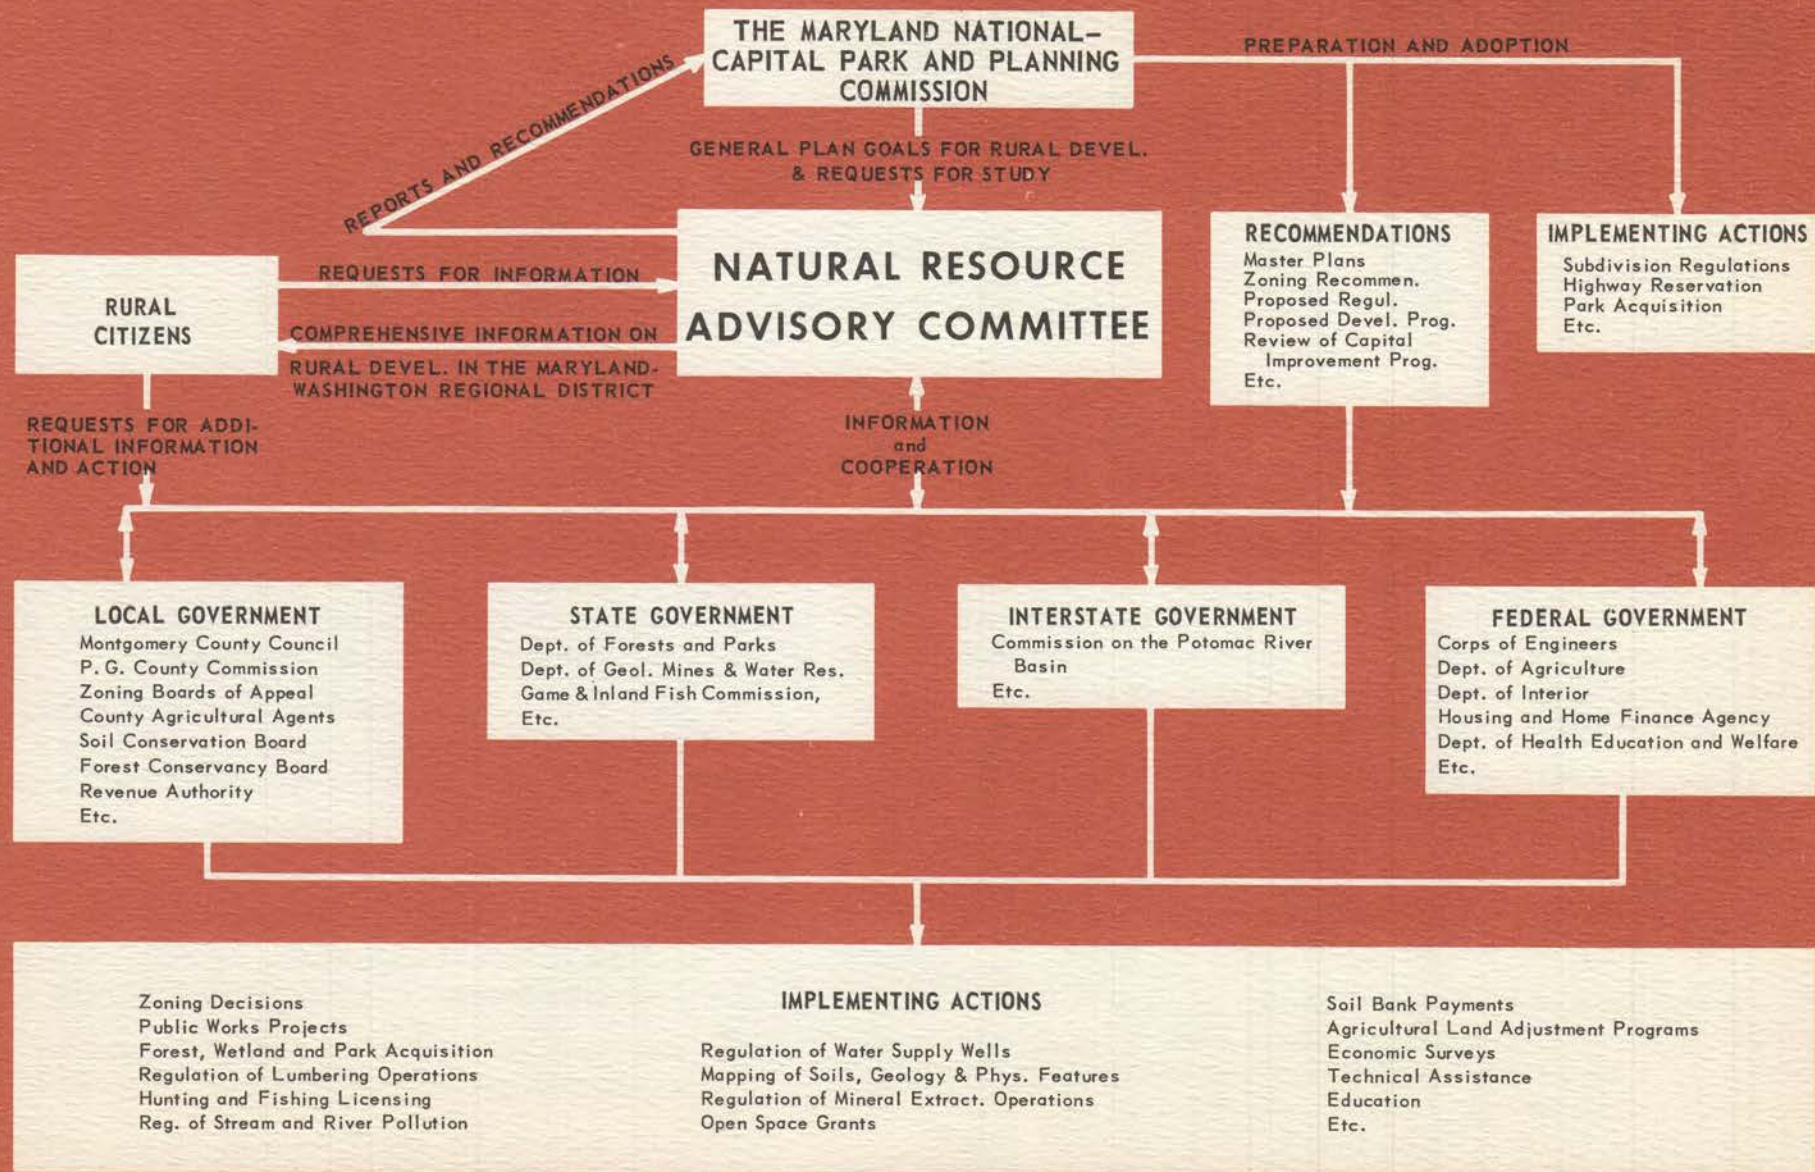 THE MARYLAND NATIONAL-
CAPITAL PARK AND PLANNING
COMMISSION
PREPARATION AND ADOPTION
REPORTS AND RECOMMENDATIONS
GENERAL PLAN GOALS FOR RURAL DEVEL.
& REQUESTS FOR STUDY
NATURAL RESOURCE
ADVISORY COMMITTEE
RECOMMENDATIONS
Master Plans
Zoning Recommen.
Proposed Regul.
Proposed Devel. Prog.
Review of Capital
Improvement Prog.
Etc.
IMPLEMENTING ACTIONS
Subdivision Regulations
Highway Reservation
Park Acquisition
Etc.
RURAL
CITIZENS
REQUESTS FOR INFORMATION
COMPREHENSIVE INFORMATION ON
RURAL DEVEL. IN THE MARYLAND-
WASHINGTON REGIONAL DISTRICT
REQUESTS FOR ADDI-
TIONAL INFORMATION
AND ACTION
INFORMATION
and
COOPERATION
LOCAL GOVERNMENT
Montgomery County Council
P. G. County Commission
Zoning Boards of Appeal
County Agricultural Agents
Soil Conservation Board
Forest Conservancy Board
Revenue Authority
Etc.
STATE GOVERNMENT
Dept. of Forests and Parks
Dept. of Geol. Mines & Water Res.
Game & Inland Fish Commission,
Etc.
INTERSTATE GOVERNMENT
Commission on the Potomac River
Basin
Etc.
FEDERAL GOVERNMENT
Corps of Engineers
Dept. of Agriculture
Dept. of Interior
Housing and Home Finance Agency
Dept. of Health Education and Welfare
Etc.
Zoning Decisions
Public Works Projects
Forest, Wetland and Park Acquisition
Regulation of Lumbering Operations
Hunting and Fishing Licensing
Reg. of Stream and River Pollution
IMPLEMENTING ACTIONS
Regulation of Water Supply Wells
Mapping of Soils, Geology & Phys. Features
Regulation of Mineral Extract. Operations
Open Space Grants
Soil Bank Payments
Agricultural Land Adjustment Programs
Economic Surveys
Technical Assistance
Education
Etc.